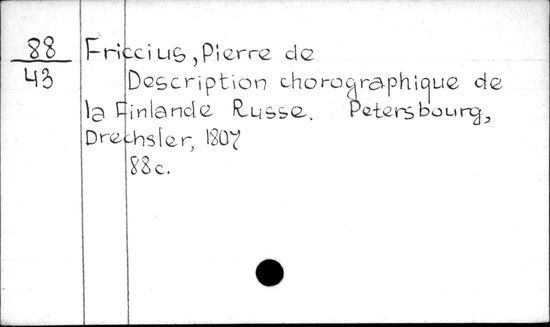 88 Friccius, Pierre de
43 Description chorographique de
la Finlande Russe. Petersbourg,
Drechsler, 1807
88 c.